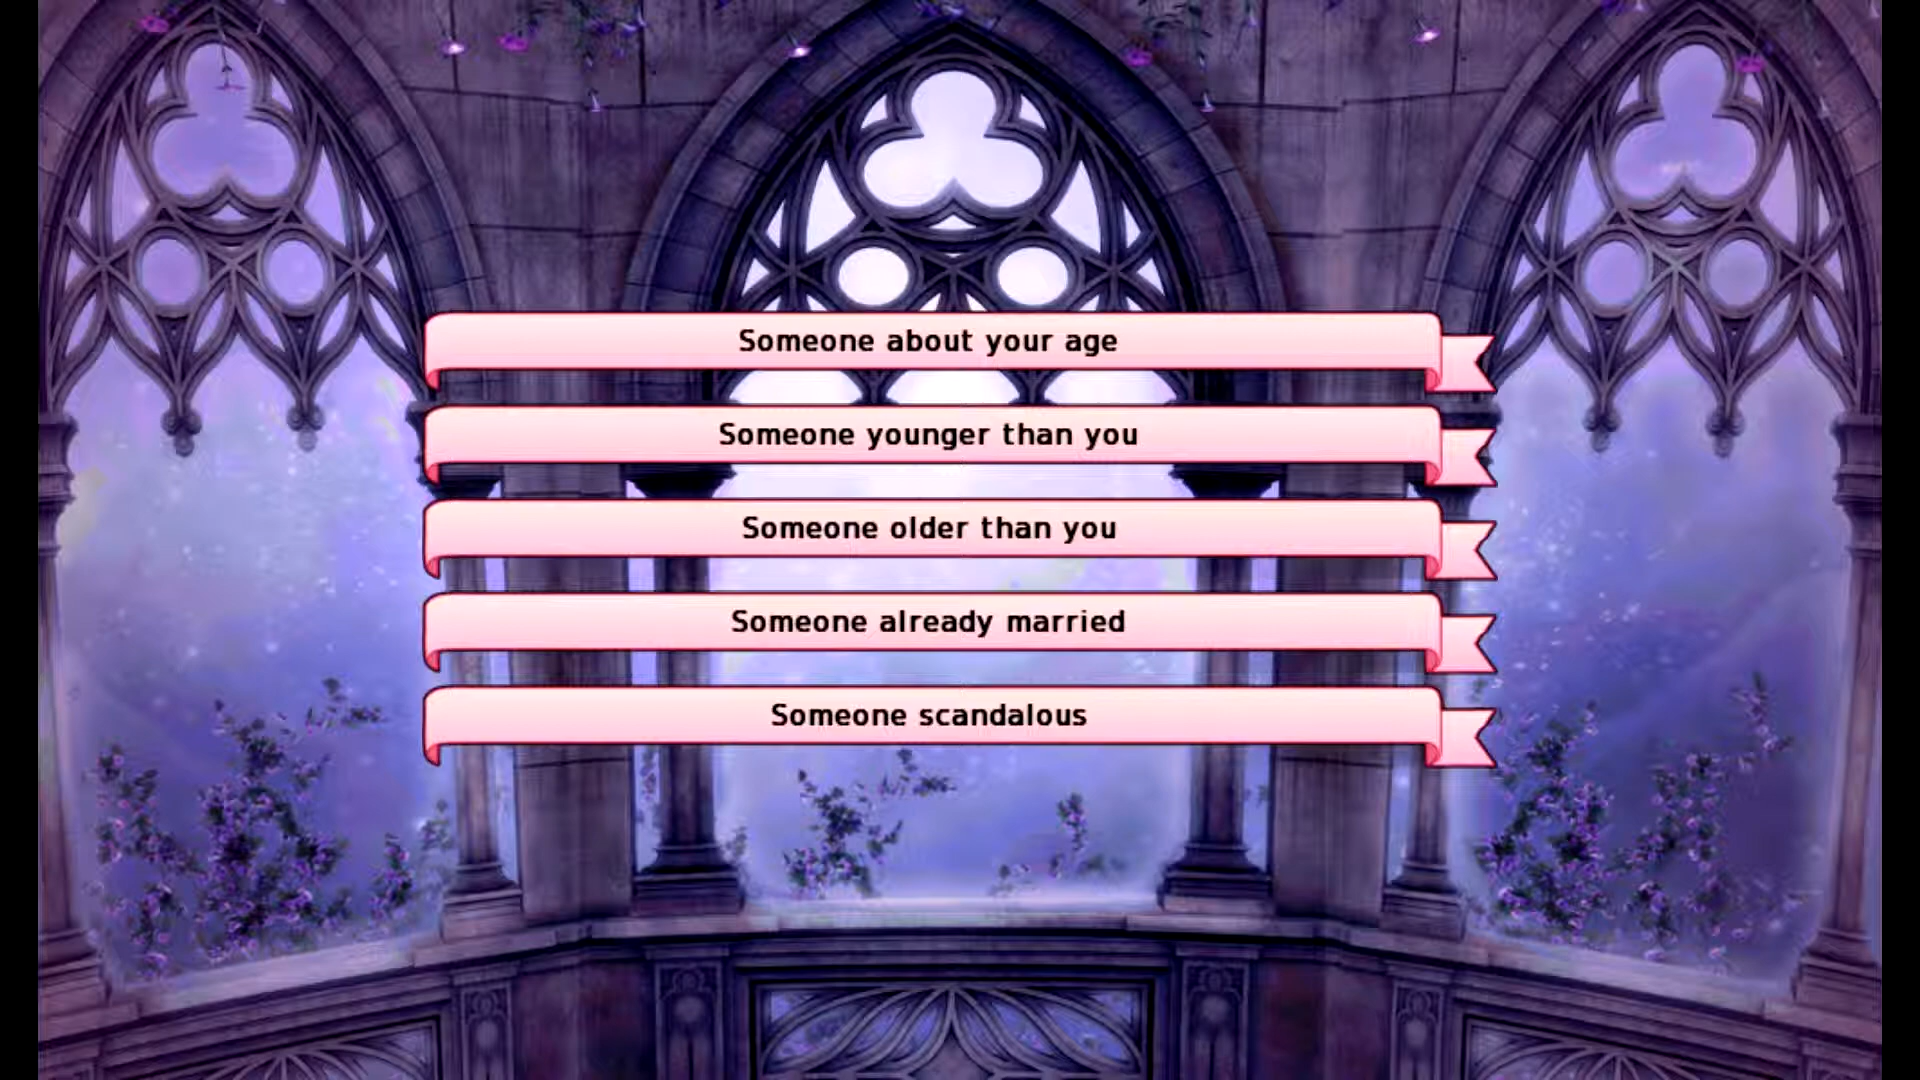 Someone about your age
Someone younger than you
Someone older than you
Someone already married
Someone scandalous